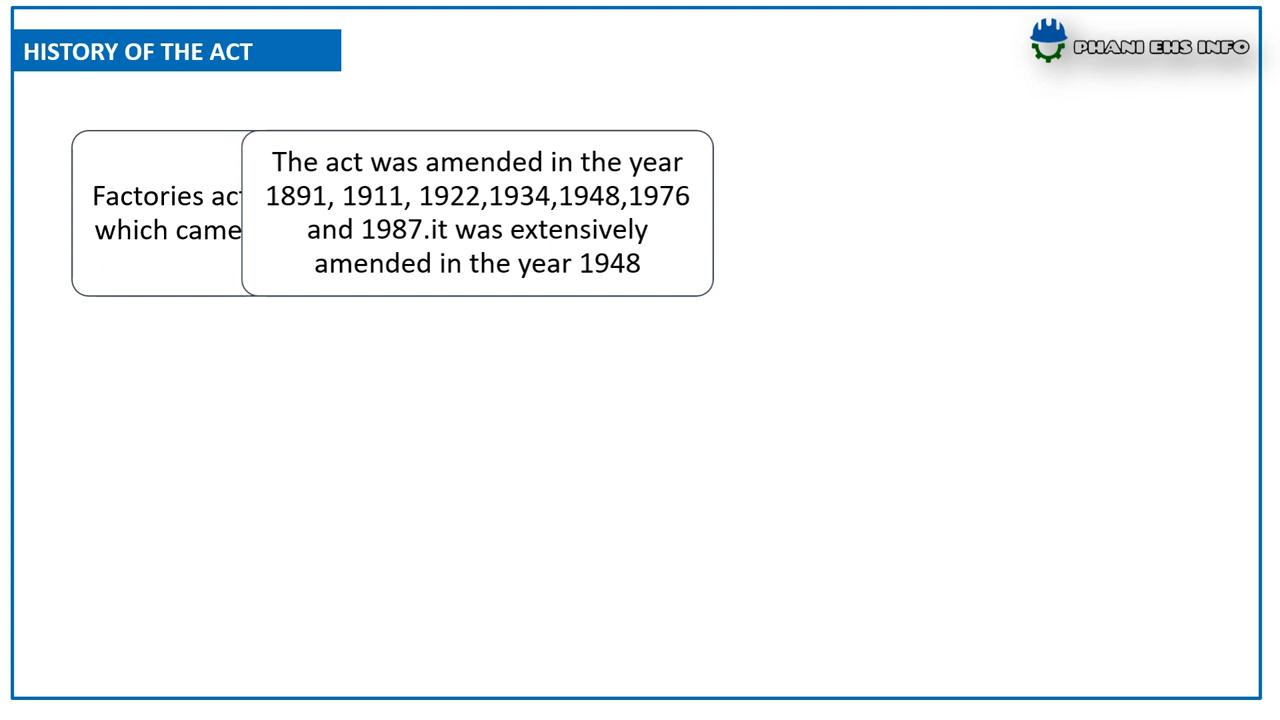 HISTORY OF THE ACT
PHANI EHS INFO
Factories act
which came
The act was amended in the year
1891, 1911, 1922,1934,1948,1976
and 1987.it was extensively
amended in the year 1948